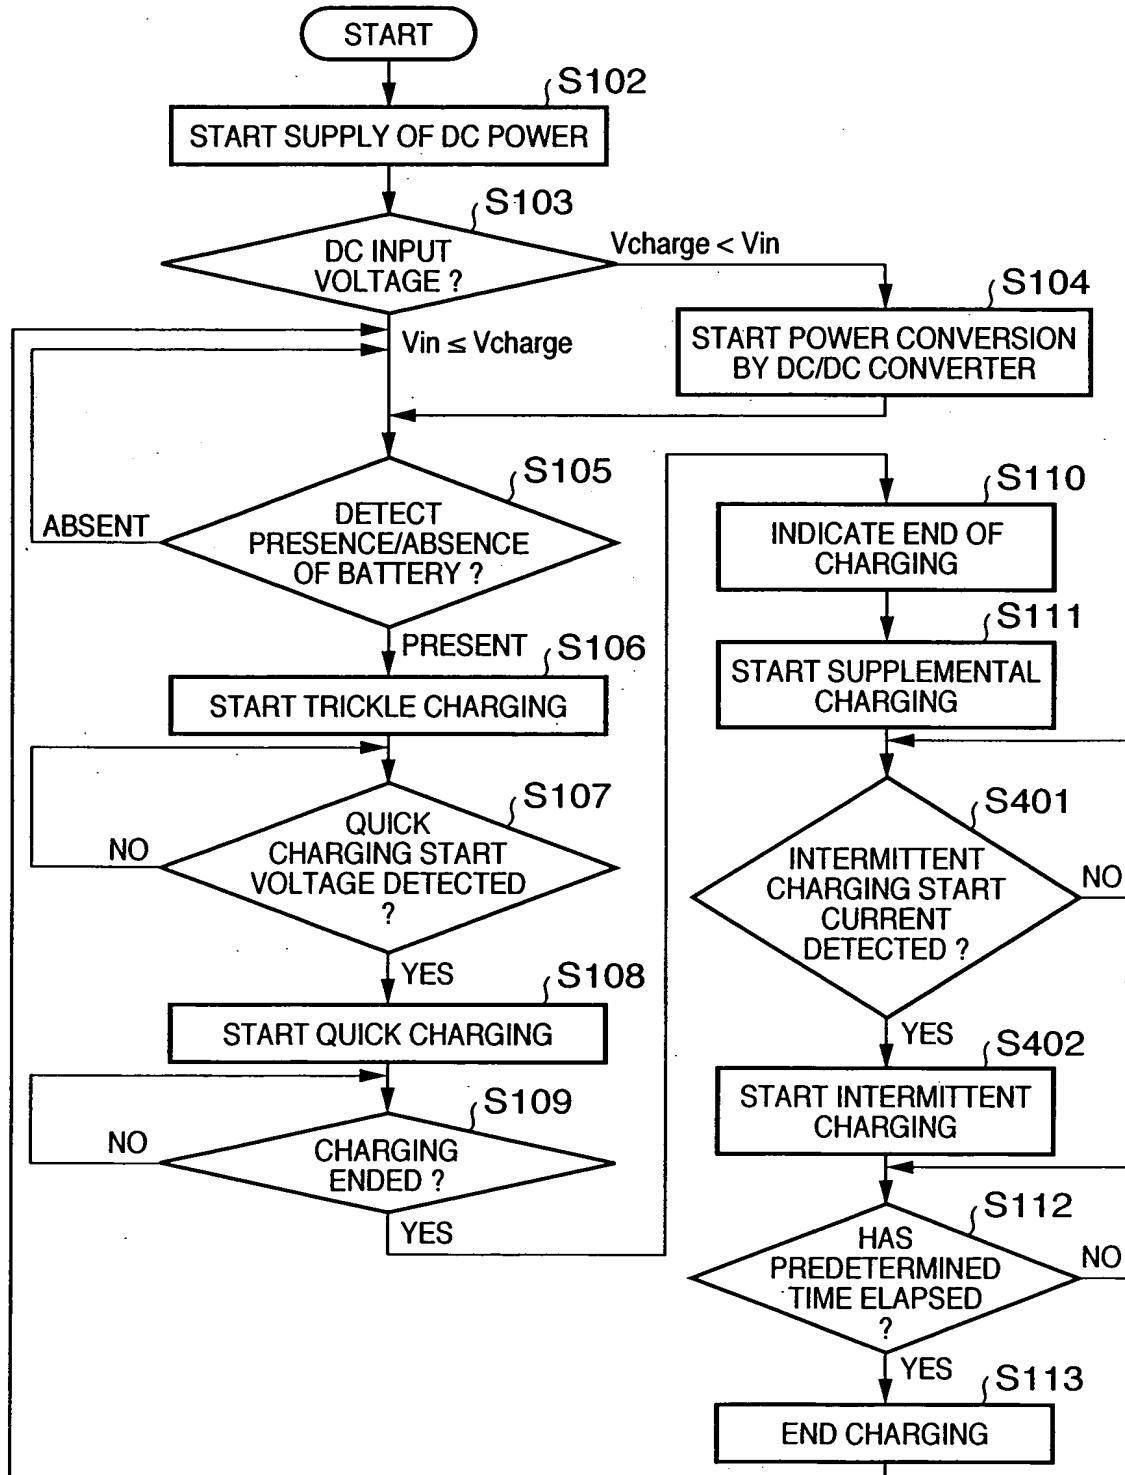 START
S102
START SUPPLY OF DC POWER
S103
DC INPUT
VOLTAGE ?
Vcharge < Vin
S104
START POWER CONVERSION
BY DC/DC CONVERTER
Vin ≤ Vcharge
S105
DETECT
PRESENCE/ABSENCE
OF BATTERY ?
ABSENT
PRESENT
S106
START TRICKLE CHARGING
S107
QUICK
CHARGING START
VOLTAGE DETECTED
?
NO
YES
S108
START QUICK CHARGING
S109
CHARGING
ENDED ?
NO
YES
S110
INDICATE END OF
CHARGING
S111
START SUPPLEMENTAL
CHARGING
S401
INTERMITTENT
CHARGING START
CURRENT
DETECTED ?
NO
YES
S402
START INTERMITTENT
CHARGING
S112
HAS
PREDETERMINED
TIME ELAPSED
?
NO
YES
S113
END CHARGING